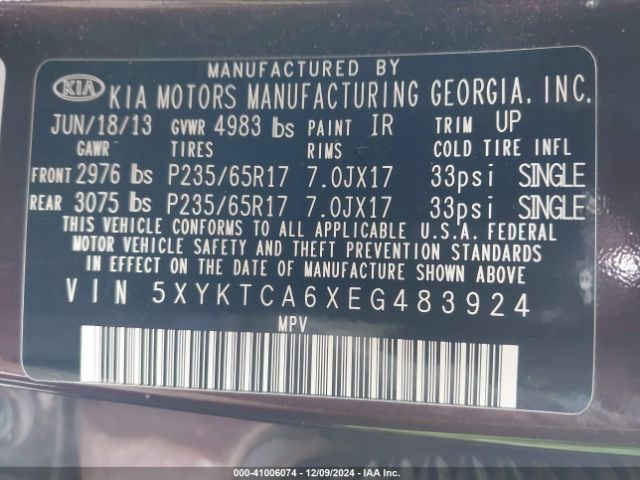 MANUFACTURED BY
KIA KIA MOTORS MANUFACTURING GEORGIA, INC.
JUN/18/13 GVWR 4983 lbs PAINT IR TRIM UP
GAWR TIRES RIMS COLD TIRE INFL
FRONT 2976 lbs P235/65R17 7.0JX17 33psi SINGLE
REAR 3075 lbs P235/65R17 7.0JX17 33psi SINGLE
THIS VEHICLE CONFORMS TO ALL APPLICABLE U.S.A. FEDERAL
MOTOR VEHICLE SAFETY AND THEFT PREVENTION STANDARDS
IN EFFECT ON THE DATE OF MANUFACTURE SHOWN ABOVE
VIN 5XYKTCA6XEG483924
MPV
000-41006074 | 12/09/2024 | IAA Inc.